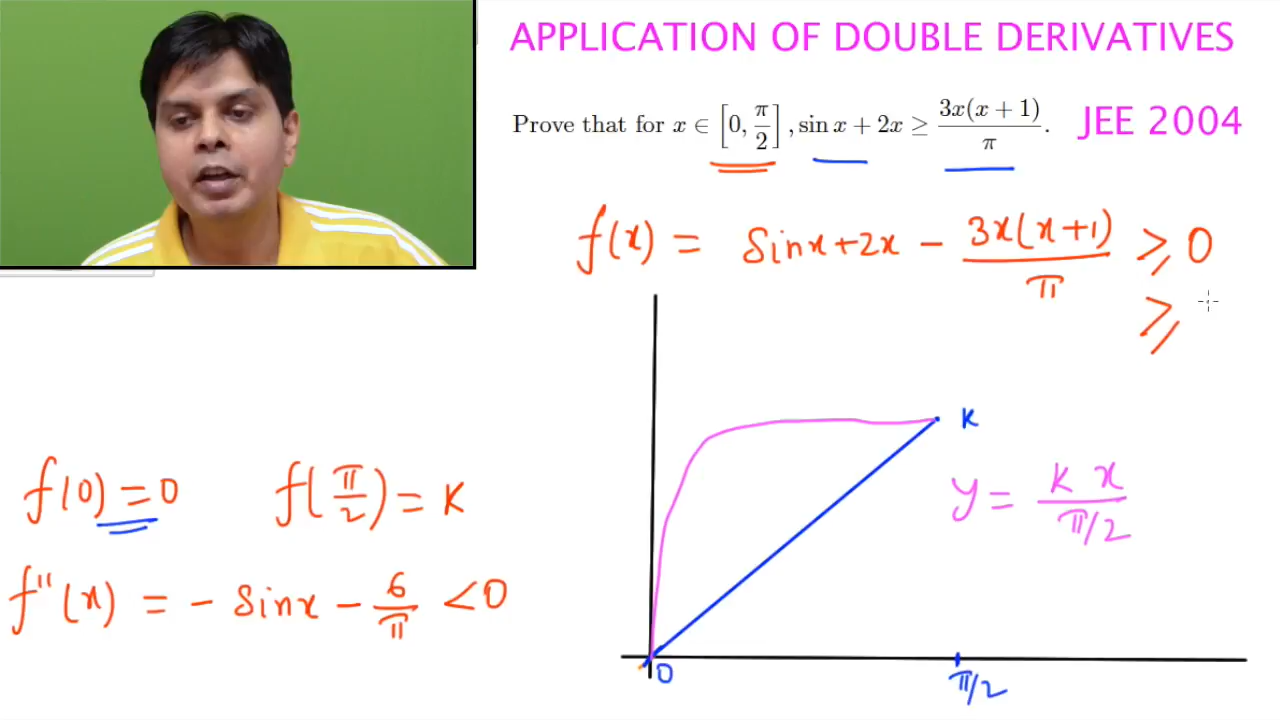 APPLICATION OF DOUBLE DERIVATIVES
Prove that for x ∈ [0, π/2], sin x + 2x ≥ 3x(x + 1)/π.
JEE 2004
f(x) = sinx+2x − 3x(x+1)/π ≥ 0
≥
K
y = K x/π/2
f(0) = 0
f(π/2) = K
f''(x) = − sinx − 6/π < 0
0
π/2